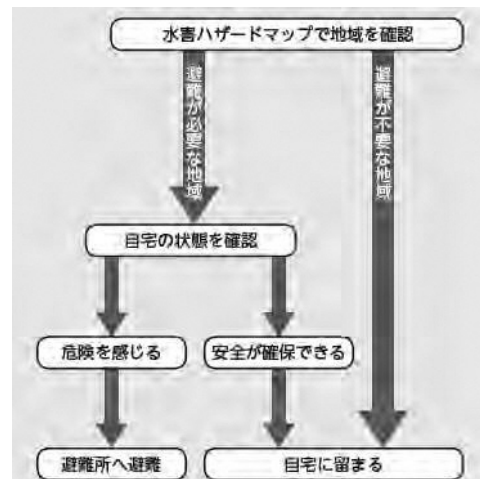 水害ハザードマップで地域を確認
避難が必要な地域
避難が不要な地域
自宅の状態を確認
危険を感じる
安全が確保できる
避難所へ避難
自宅に留まる